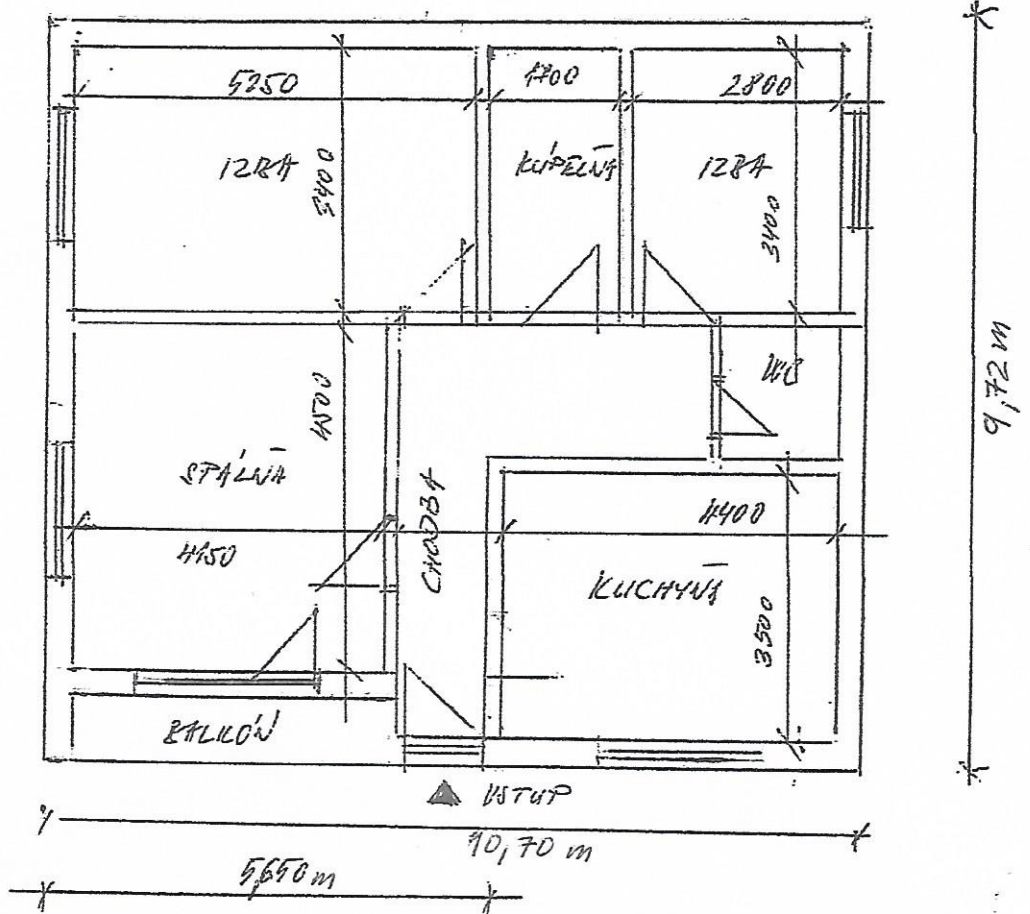 5250
1700
2800
IZBA
3400
KÚPEĽŇA
IZBA
3400
WC
9,72 m
4500
SPÁLŇA
CHODBA
4400
4150
KUCHYŇA
3500
BALKÓN
VSTUP
10,70 m
5,650 m